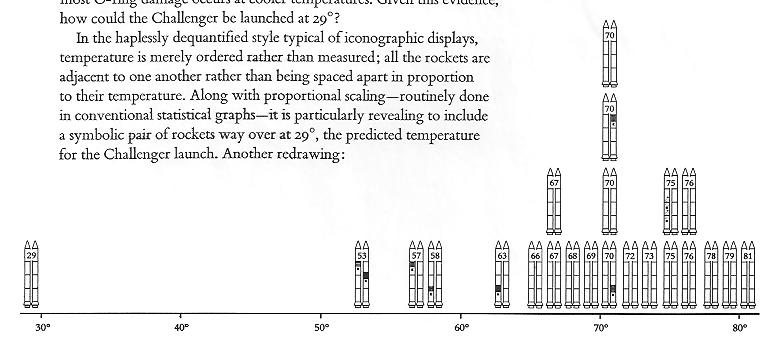 most O-ring damage occurs at cooler temperatures. Given this evidence,
how could the Challenger be launched at 29°?
In the haplessly dequantified style typical of iconographic displays,
temperature is merely ordered rather than measured; all the rockets are
adjacent to one another rather than being spaced apart in proportion
to their temperature. Along with proportional scaling—routinely done
in conventional statistical graphs—it is particularly revealing to include
a symbolic pair of rockets way over at 29°, the predicted temperature
for the Challenger launch. Another redrawing:
70
70
67 70 75 76
29 53 57 58 63 66 67 68 69 70 72 73 75 76 78 79 81
30° 40° 50° 60° 70° 80°